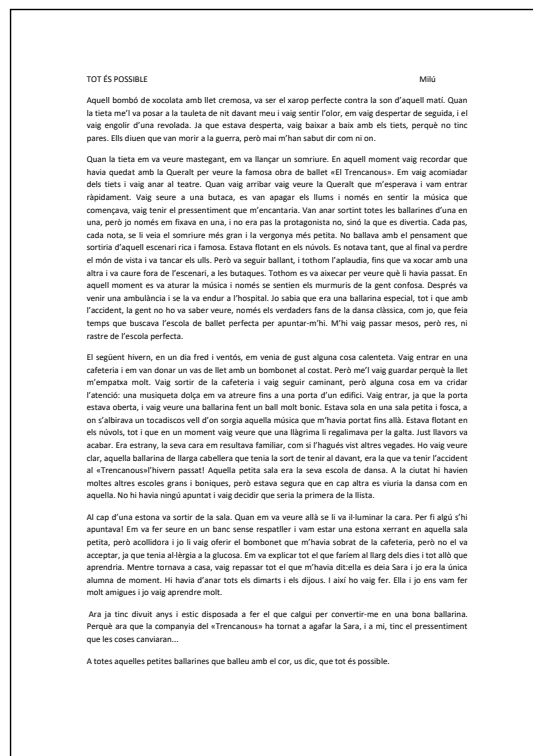 TOT ÉS POSSIBLE Milú
Aquell bombó de xocolata amb llet cremosa, va ser el xarop perfecte contra la son d'aquell matí. Quan
la tieta me'l va posar a la tauleta de nit davant meu i vaig sentir l'olor, em vaig despertar de seguida, i el
vaig engolir d'una revolada. Ja que estava desperta, vaig baixar a baix amb els tiets, perquè no tinc
pares. Ells diuen que van morir a la guerra, però mai m'han sabut dir com ni on.
Quan la tieta em va veure mastegant, em va llançar un somriure. En aquell moment vaig recordar que
havia quedat amb la Queralt per veure la famosa obra de ballet «El Trencanous». Em vaig acomiadar
dels tiets i vaig anar al teatre. Quan vaig arribar vaig veure la Queralt que m'esperava i vam entrar
ràpidament. Vaig seure a una butaca, es van apagar els llums i només en sentir la música que
començava, vaig tenir el pressentiment que m'encantaria. Van anar sortint totes les ballarines d'una en
una, però jo només em fixava en una, i no era pas la protagonista no, sinó la que es divertia. Cada pas,
cada nota, se li veia el somriure més gran i la vergonya més petita. No ballava amb el pensament que
sortiria d'aquell escenari rica i famosa. Estava flotant en els núvols. Es notava tant, que al final va perdre
el món de vista i va tancar els ulls. Però va seguir ballant, i tothom l'aplaudia, fins que va xocar amb una
altra i va caure fora de l'escenari, a les butaques. Tothom es va aixecar per veure què li havia passat. En
aquell moment es va aturar la música i només se sentien els murmuris de la gent confosa. Després va
venir una ambulància i se la va endur a l'hospital. Jo sabia que era una ballarina especial, tot i que amb
l'accident, la gent no ho va saber veure, només els verdaders fans de la dansa clàssica, com jo, que feia
temps que buscava l'escola de ballet perfecta per apuntar-m'hi. M'hi vaig passar mesos, però res, ni
rastre de l'escola perfecta.
El següent hivern, en un dia fred i ventós, em venia de gust alguna cosa calenteta. Vaig entrar en una
cafeteria i em van donar un vas de llet amb un bombonet al costat. Però me'l vaig guardar perquè la llet
m'empatxa molt. Vaig sortir de la cafeteria i vaig seguir caminant, però alguna cosa em va cridar
l'atenció: una musiqueta dolça em va atreure fins a una porta d'un edifici. Vaig entrar, ja que la porta
estava oberta, i vaig veure una ballarina fent un ball molt bonic. Estava sola en una sala petita i fosca, a
on s'albirava un tocadiscos vell d'on sorgia aquella música que m'havia portat fins allà. Estava flotant en
els núvols, tot i que en un moment vaig veure que una llàgrima li regalimava per la galta. Just llavors va
acabar. Era estrany, la seva cara em resultava familiar, com si l'hagués vist altres vegades. Ho vaig veure
clar, aquella ballarina de llarga cabellera que tenia la sort de tenir al davant, era la que va tenir l'accident
al «Trencanous»l'hivern passat! Aquella petita sala era la seva escola de dansa. A la ciutat hi havien
moltes altres escoles grans i boniques, però estava segura que en cap altra es viuria la dansa com en
aquella. No hi havia ningú apuntat i vaig decidir que seria la primera de la llista.
Al cap d'una estona va sortir de la sala. Quan em va veure allà se li va il·luminar la cara. Per fi algú s'hi
apuntava! Em va fer seure en un banc sense respatller i vam estar una estona xerrant en aquella sala
petita, però acollidora i jo li vaig oferir el bombonet que m'havia sobrat de la cafeteria, però no el va
acceptar, ja que tenia al·lèrgia a la glucosa. Em va explicar tot el que faríem al llarg dels dies i tot allò que
aprendria. Mentre tornava a casa, vaig repassar tot el que m'havia dit:ella es deia Sara i jo era la única
alumna de moment. Hi havia d'anar tots els dimarts i els dijous. I així ho vaig fer. Ella i jo ens vam fer
molt amigues i jo vaig aprendre molt.
Ara ja tinc divuit anys i estic disposada a fer el que calgui per convertir-me en una bona ballarina.
Perquè ara que la companyia del «Trencanous» ha tornat a agafar la Sara, i a mi, tinc el pressentiment
que les coses canviaran...
A totes aquelles petites ballarines que balleu amb el cor, us dic, que tot és possible.